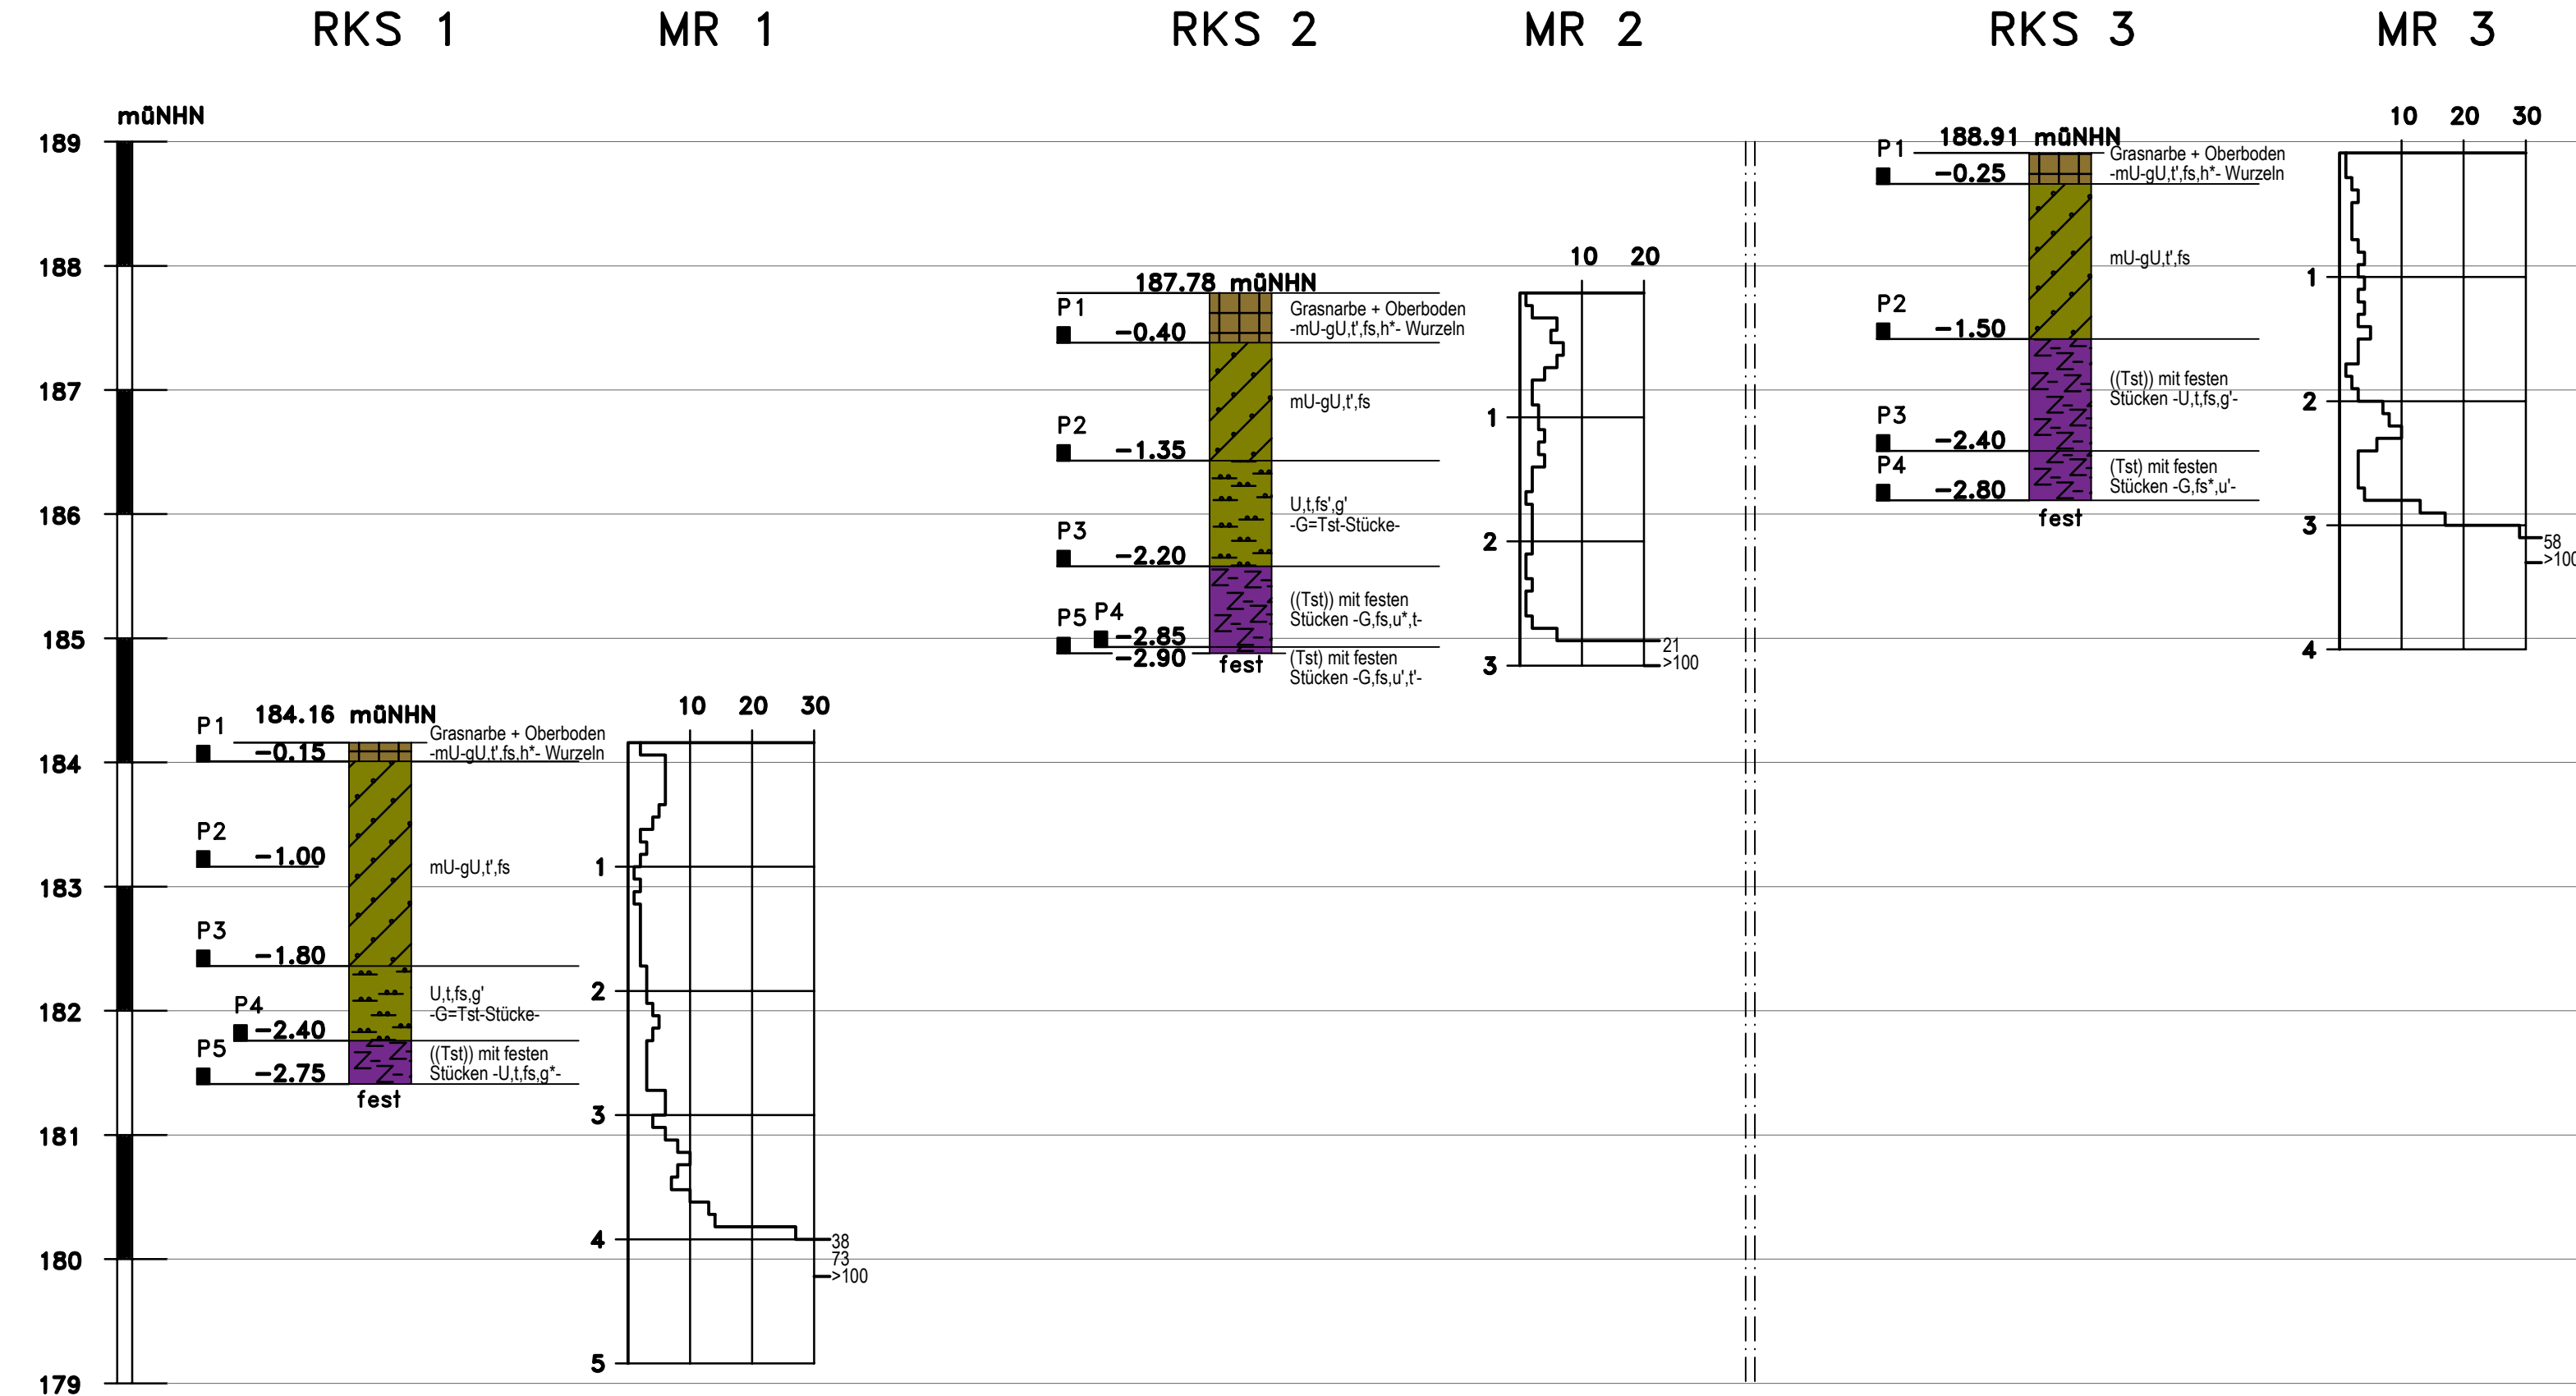 RKS 1
MR 1
RKS 2
MR 2
RKS 3
MR 3
müNHN
189
188
187
186
185
184
183
182
181
180
179
184.16 müNHN
P1
-0.15
P2
-1.00
P3
-1.80
P4
-2.40
P5
-2.75
fest
Grasnarbe + Oberboden
-mU-gU,t',fs,h*- Wurzeln
mU-gU,t',fs
U,t,fs,g'
-G=Tst-Stücke-
((Tst)) mit festen
Stücken -U,t,fs,g*-
10 20 30
1
2
3
4
5
38
73
>100
187.78 müNHN
P1
-0.40
P2
-1.35
P3
-2.20
P5 P4
-2.85
-2.90
fest
Grasnarbe + Oberboden
-mU-gU,t',fs,h*- Wurzeln
mU-gU,t',fs
U,t,fs',g'
-G=Tst-Stücke-
((Tst)) mit festen
Stücken -G,fs,u*,t-
(Tst) mit festen
Stücken -G,fs,u',t'-
10 20
1
2
3
21
>100
188.91 müNHN
P1
-0.25
P2
-1.50
P3
-2.40
P4
-2.80
fest
Grasnarbe + Oberboden
-mU-gU,t',fs,h*- Wurzeln
mU-gU,t',fs
((Tst)) mit festen
Stücken -U,t,fs,g'-
(Tst) mit festen
Stücken -G,fs*,u'-
10 20 30
1
2
3
4
58
>100